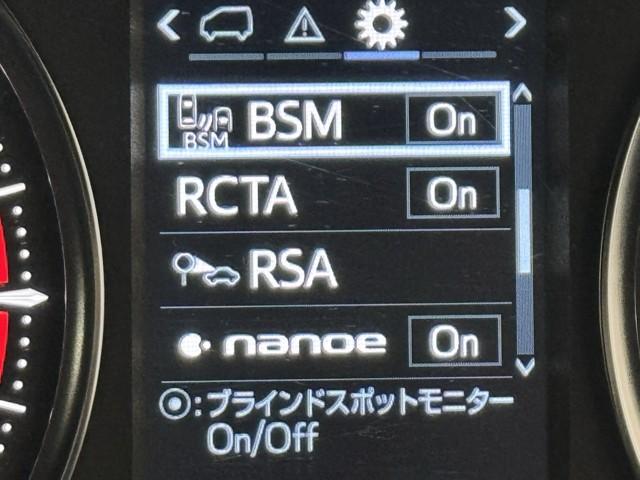 BSM BSM On
RCTA On
RSA
nanoe On
⦿:ブラインドスポットモニター
On/Off